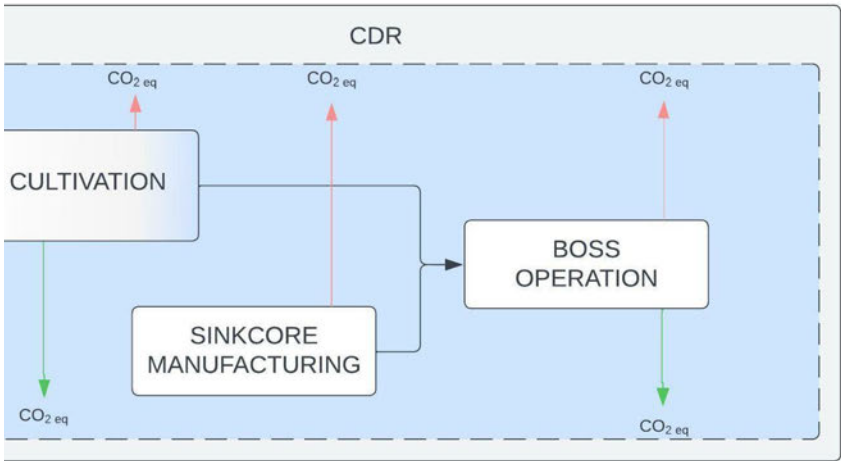 CDR
CO2 eq
CO2 eq
CO2 eq
CULTIVATION
BOSS
OPERATION
SINKCORE
MANUFACTURING
CO2 eq
CO2 eq